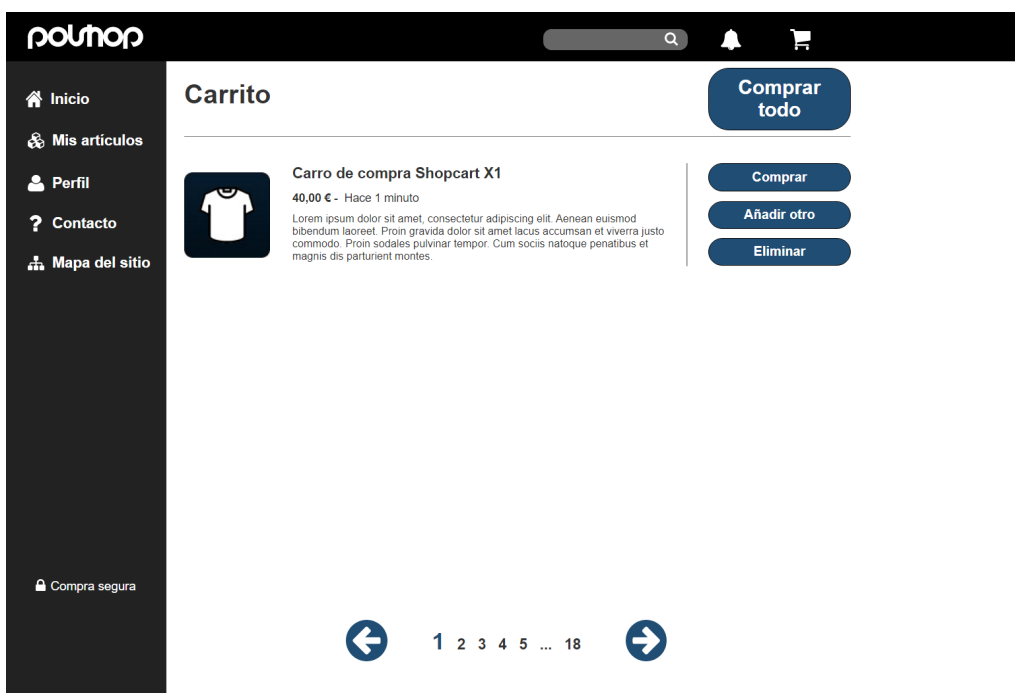 polshop
Inicio
Mis artículos
Perfil
Contacto
Mapa del sitio
Compra segura
Carrito
Comprar
todo
Carro de compra Shopcart X1
40,00 € - Hace 1 minuto
Lorem ipsum dolor sit amet, consectetur adipiscing elit. Aenean euismod
bibendum laoreet. Proin gravida dolor sit amet lacus accumsan et viverra justo
commodo. Proin sodales pulvinar tempor. Cum sociis natoque penatibus et
magnis dis parturient montes.
Comprar
Añadir otro
Eliminar
1 2 3 4 5 ... 18